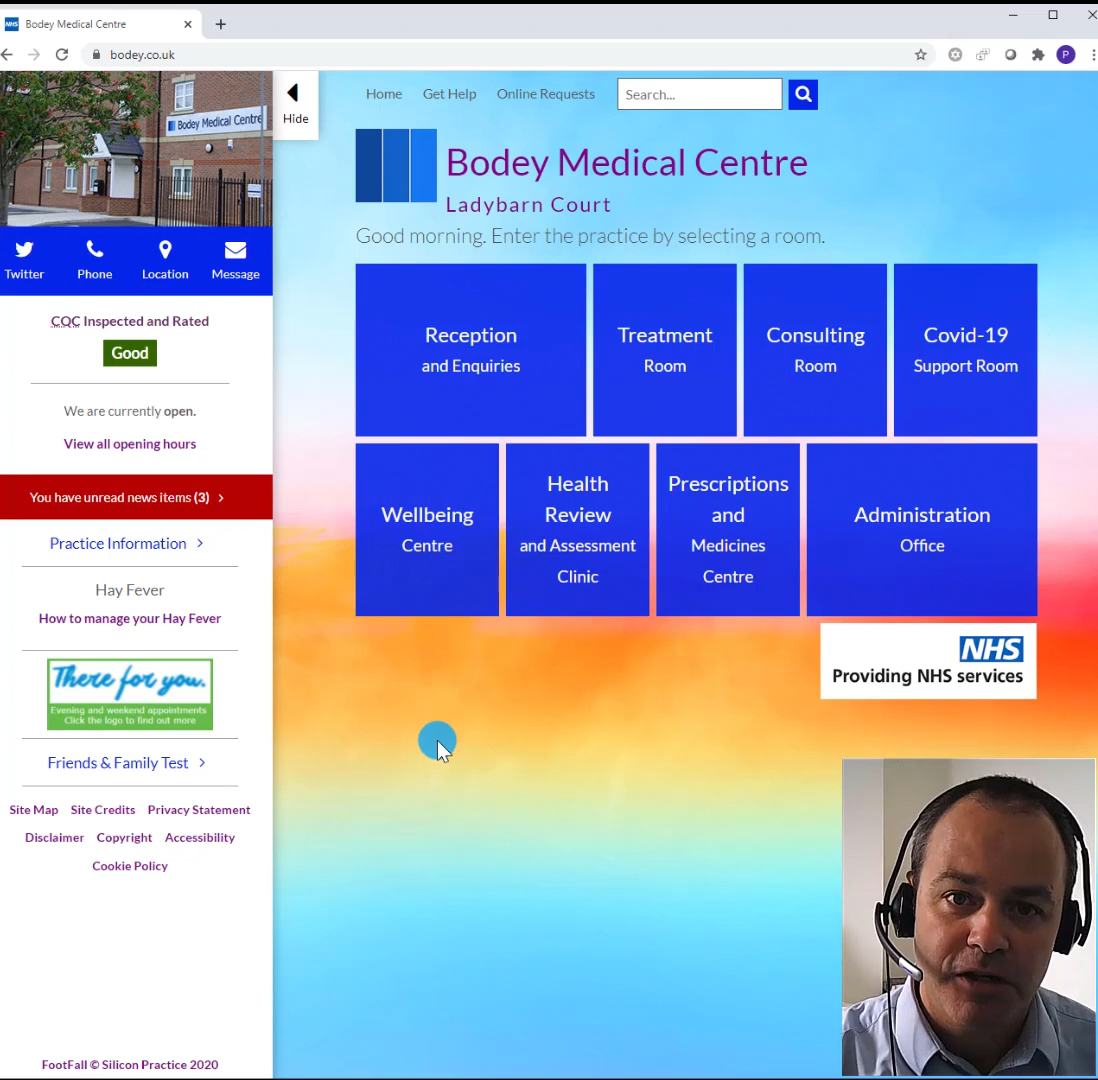 NHS Bodey Medical Centre
bodey.co.uk
P
Bodey Medical Centre
Hide
Home Get Help Online Requests Search...
Bodey Medical Centre
Ladybarn Court
Good morning. Enter the practice by selecting a room.
Twitter Phone Location Message
CQC Inspected and Rated
Good
We are currently open.
View all opening hours
You have unread news items (3)
Practice Information
Hay Fever
How to manage your Hay Fever
There for you.
Evening and weekend appointments
Click the logo to find out more
Friends & Family Test
Site Map Site Credits Privacy Statement
Disclaimer Copyright Accessibility
Cookie Policy
FootFall © Silicon Practice 2020
Reception
and Enquiries
Treatment
Room
Consulting
Room
Covid-19
Support Room
Wellbeing
Centre
Health
Review
and Assessment
Clinic
Prescriptions
and
Medicines
Centre
Administration
Office
NHS
Providing NHS services